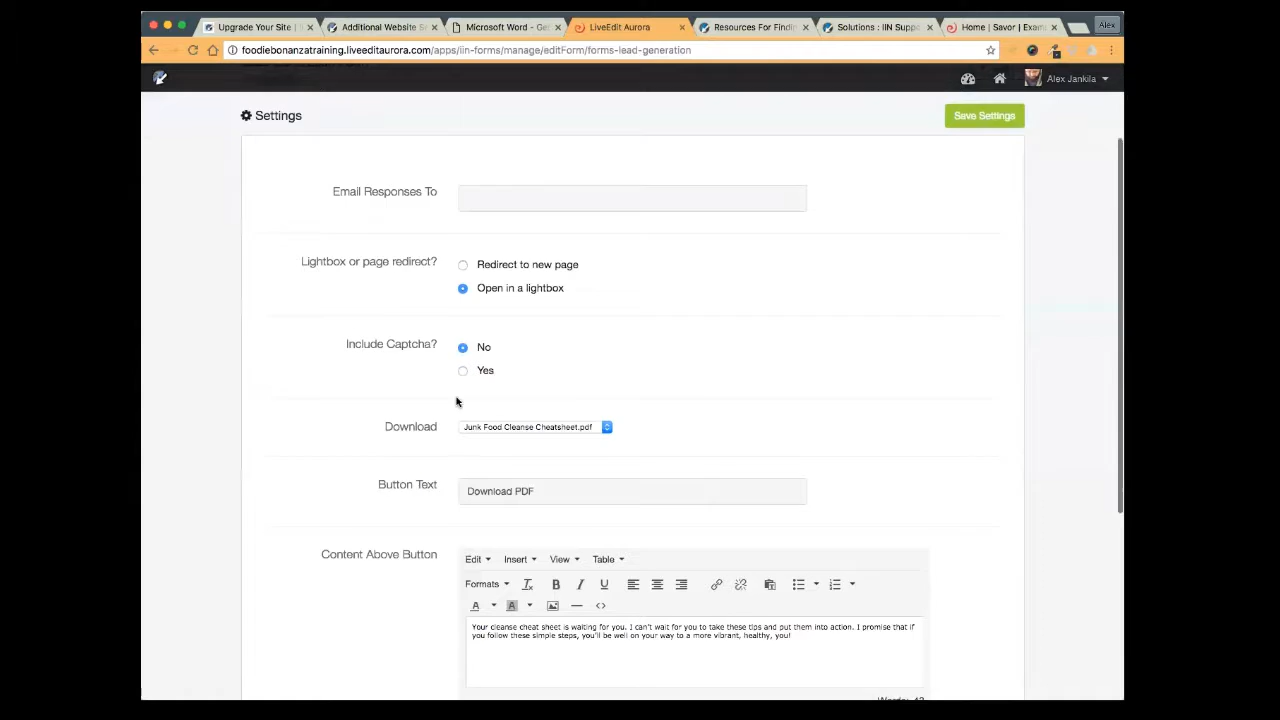 Upgrade Your Site | I
Additional Website S
Microsoft Word - Ge
LiveEdit Aurora
Resources For Findin
Solutions : IIN Suppo
Home | Savor | Exam
Alex
foodiebonanzatraining.liveeditaurora.com/apps/iin-forms/manage/editForm/forms-lead-generation
Alex Jankila
Settings
Save Settings
Email Responses To
Lightbox or page redirect?
Redirect to new page
Open in a lightbox
Include Captcha?
No
Yes
Download
Junk Food Cleanse Cheatsheet.pdf
Button Text
Download PDF
Content Above Button
Edit Insert View Table
Formats
B I U
A A
Your cleanse cheat sheet is waiting for you. I can't wait for you to take these tips and put them into action. I promise that if
you follow these simple steps, you'll be well on your way to a more vibrant, healthy, you!